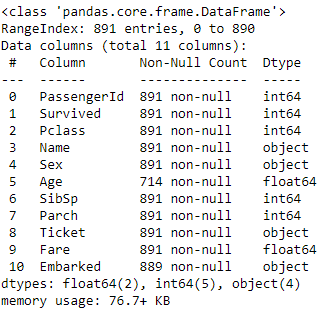 <class 'pandas.core.frame.DataFrame'>
RangeIndex: 891 entries, 0 to 890
Data columns (total 11 columns):
 #   Column       Non-Null Count  Dtype
---  ------       --------------  -----
 0   PassengerId  891 non-null    int64
 1   Survived     891 non-null    int64
 2   Pclass       891 non-null    int64
 3   Name         891 non-null    object
 4   Sex          891 non-null    object
 5   Age          714 non-null    float64
 6   SibSp        891 non-null    int64
 7   Parch        891 non-null    int64
 8   Ticket       891 non-null    object
 9   Fare         891 non-null    float64
 10  Embarked     889 non-null    object
dtypes: float64(2), int64(5), object(4)
memory usage: 76.7+ KB